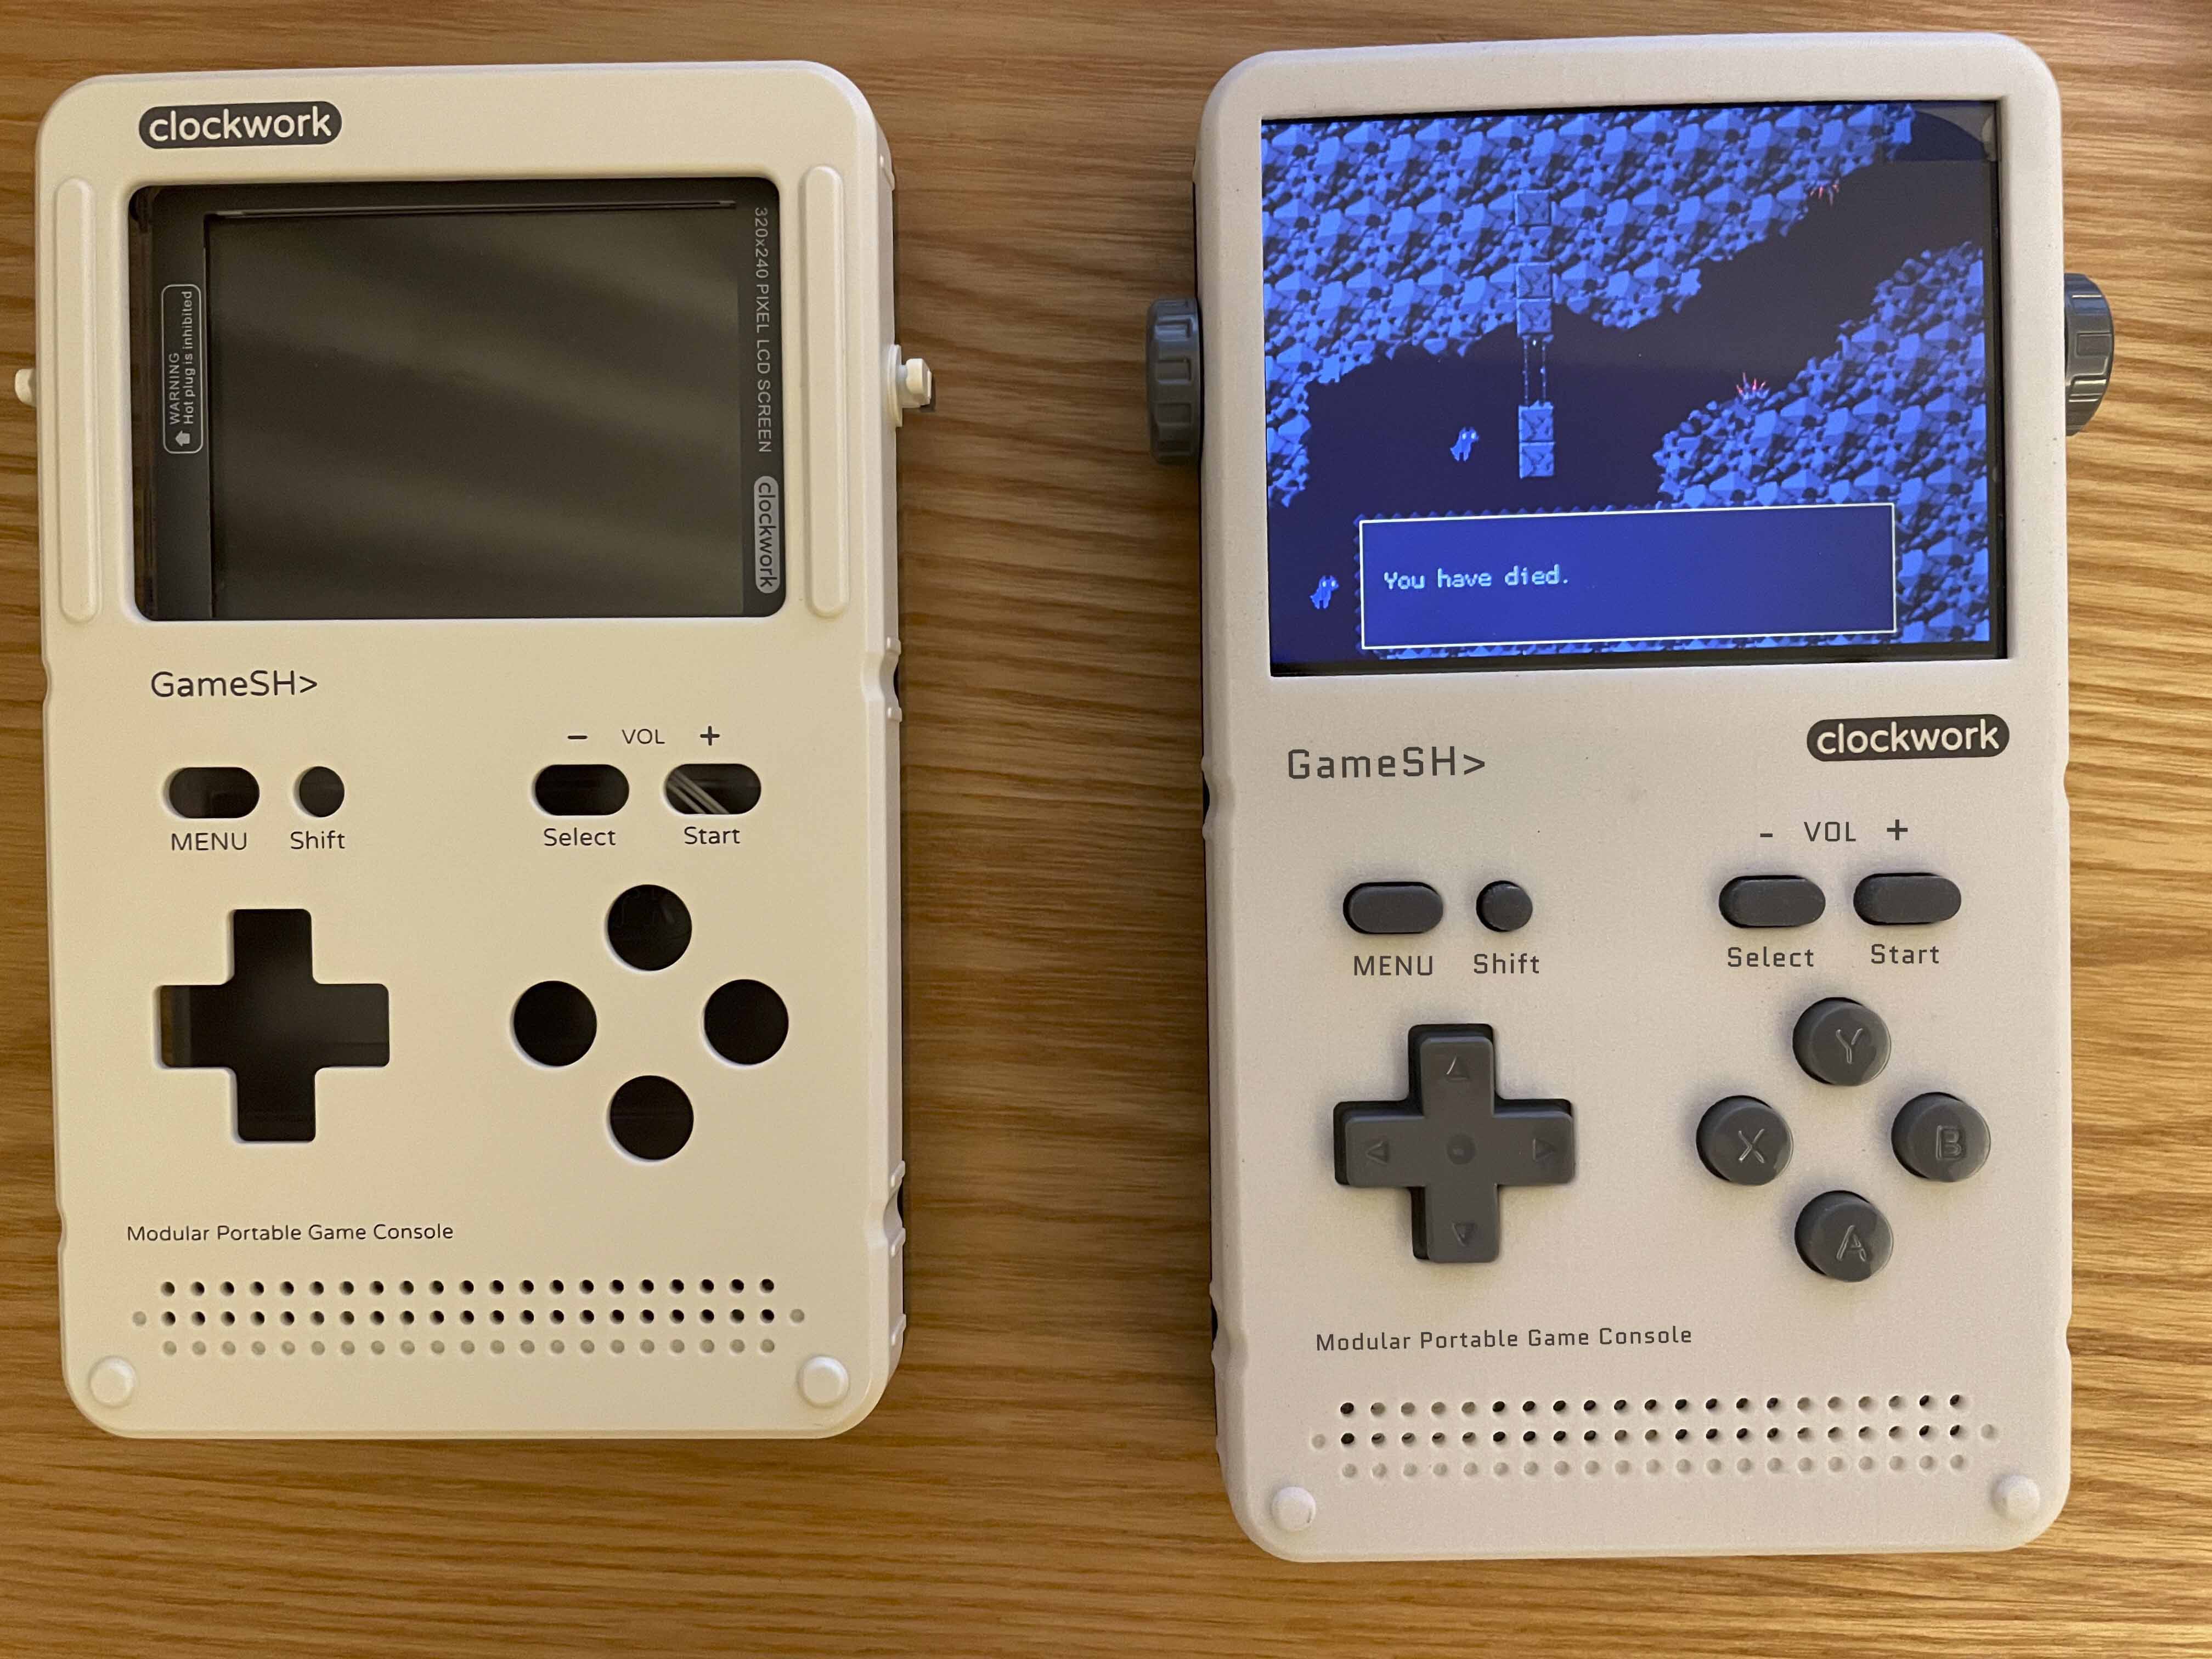 clockwork
320x240 PIXEL LCD SCREEN clockwork
WARNING
Hot plug is inhibited
GameSH>
- VOL +
MENU Shift Select Start
Modular Portable Game Console
You have died.
clockwork
GameSH>
- VOL +
MENU Shift Select Start
Y
X B
A
Modular Portable Game Console